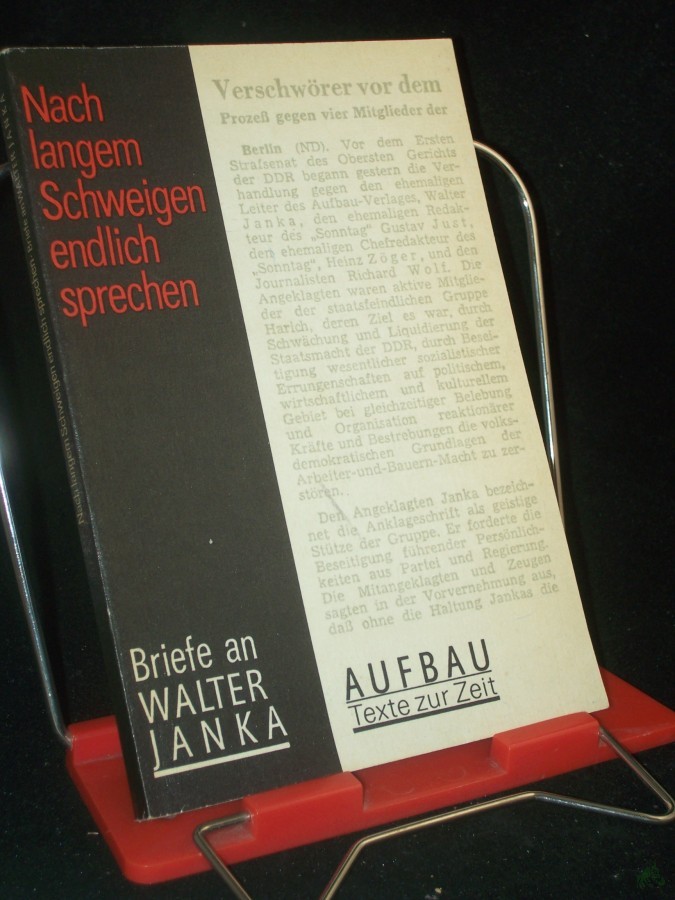 Nach
langem
Schweigen
endlich
sprechen
Briefe an
WALTER
JANKA
Verschwörer vor dem
Prozeß gegen vier Mitglieder der
Berlin (ND). Vor dem Ersten
Strafsenat des Obersten Gerichts
der DDR begann gestern die Ver-
handlung gegen den ehemaligen
Leiter des Aufbau-Verlages, Walter
Janka, den ehemaligen Redak-
teur des „Sonntag" Gustav Just,
den ehemaligen Chefredakteur des
„Sonntag", Heinz Zöger, und den
Journalisten Richard Wolf. Die
Angeklagten waren aktive Mitglie-
der der staatsfeindlichen Gruppe
Harich, deren Ziel es war, durch
Schwächung und Liquidierung der
Staatsmacht der DDR, durch Besei-
tigung wesentlicher sozialistischer
Errungenschaften auf politischem,
wirtschaftlichem und kulturellem
Gebiet bei gleichzeitiger Belebung
und Organisation reaktionärer
Kräfte und Bestrebungen die volks-
demokratischen Grundlagen der
Arbeiter-und-Bauern-Macht zu zer-
stören.
Den Angeklagten Janka bezeich-
net die Anklageschrift als geistige
Stütze der Gruppe. Er forderte die
Beseitigung führender Persönlich-
keiten aus Partei und Regierung.
Die Mitangeklagten und Zeugen
sagten in der Vorvernehmung aus,
daß ohne die Haltung Jankas die
AUFBAU
Texte zur Zeit